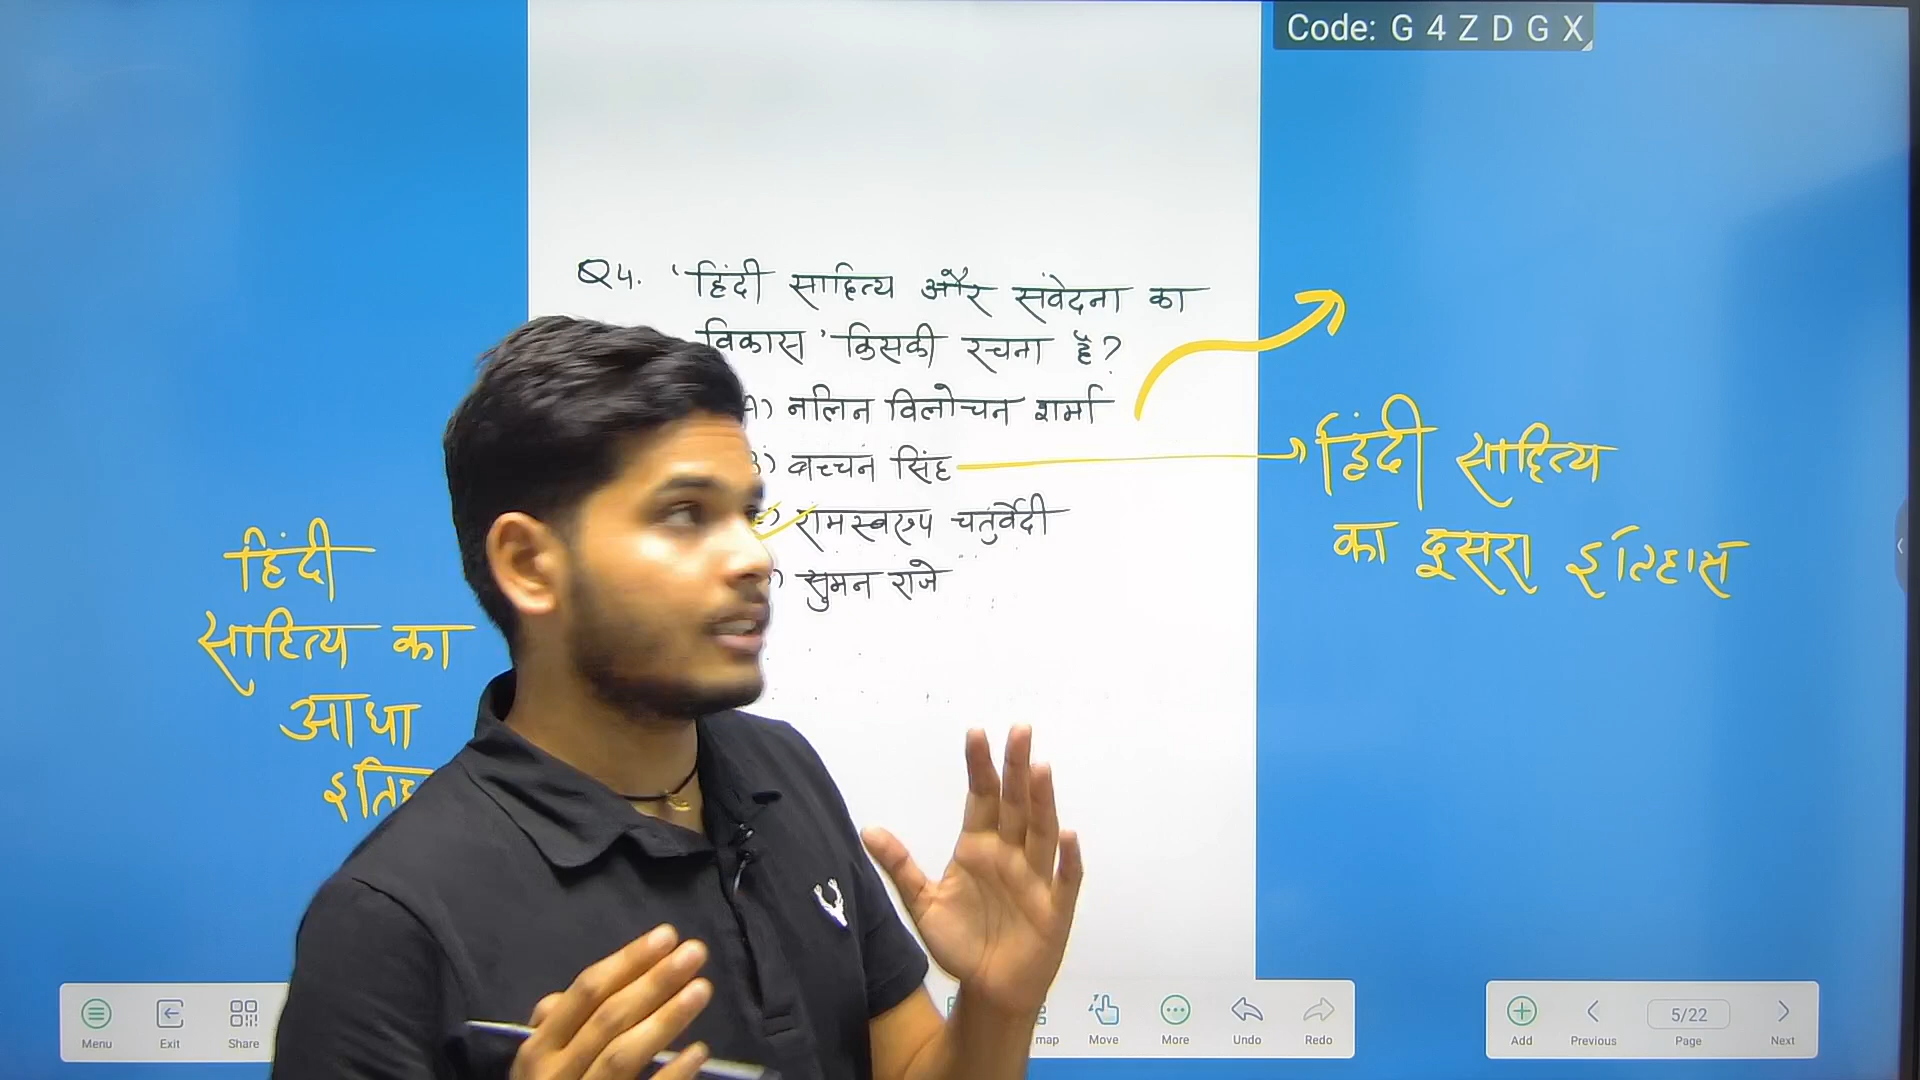 Code: G 4 Z D G X
Q4. 'हिंदी साहित्य और संवेदना का
विकास' किसकी रचना है?
A) नलिन विलोचन शर्मा
B) बच्चन सिंह
रामस्वरूप चतुर्वेदी
सुमन राजे
हिंदी साहित्य
का दूसरा इतिहास
हिंदी
साहित्य का
आधा
Menu Exit Share map Move More Undo Redo
Add Previous 5/22 Page Next